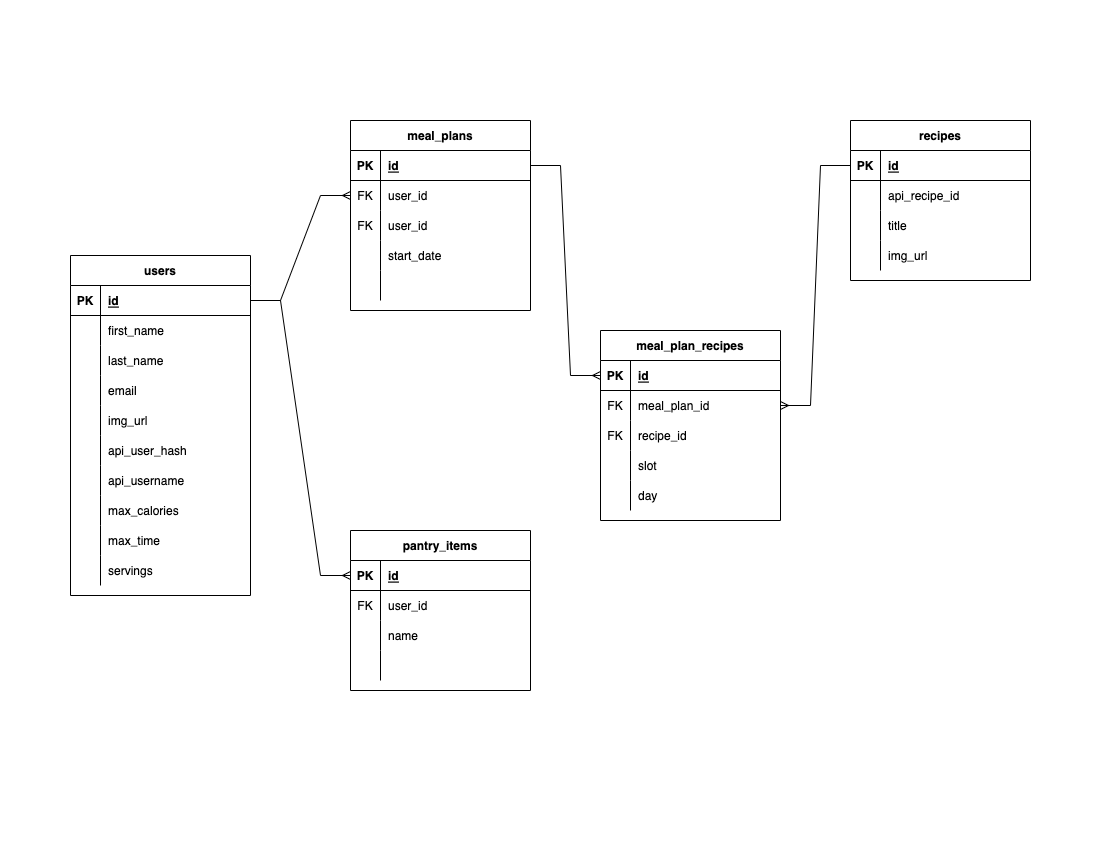 users
PK id
first_name
last_name
email
img_url
api_user_hash
api_username
max_calories
max_time
servings
meal_plans
PK id
FK user_id
FK user_id
start_date
pantry_items
PK id
FK user_id
name
meal_plan_recipes
PK id
FK meal_plan_id
FK recipe_id
slot
day
recipes
PK id
api_recipe_id
title
img_url